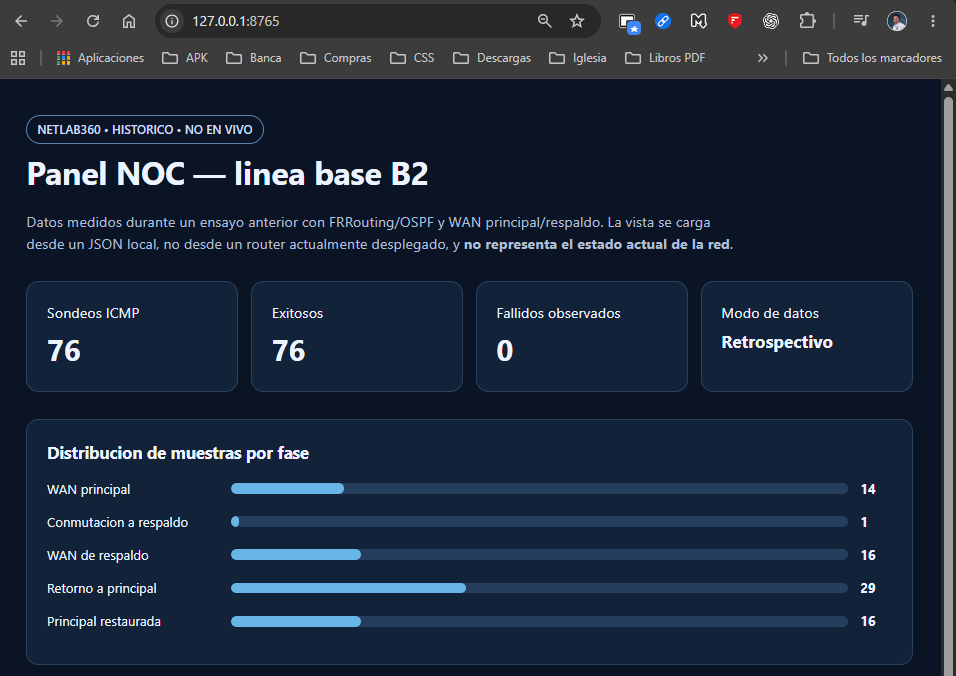 127.0.0.1:8765
Aplicaciones APK Banca Compras CSS Descargas Iglesia Libros PDF » Todos los marcadores
NETLAB360 • HISTORICO • NO EN VIVO
Panel NOC — linea base B2
Datos medidos durante un ensayo anterior con FRRouting/OSPF y WAN principal/respaldo. La vista se carga
desde un JSON local, no desde un router actualmente desplegado, y no representa el estado actual de la red.
Sondeos ICMP
76
Exitosos
76
Fallidos observados
0
Modo de datos
Retrospectivo
Distribucion de muestras por fase
WAN principal 14
Conmutacion a respaldo 1
WAN de respaldo 16
Retorno a principal 29
Principal restaurada 16